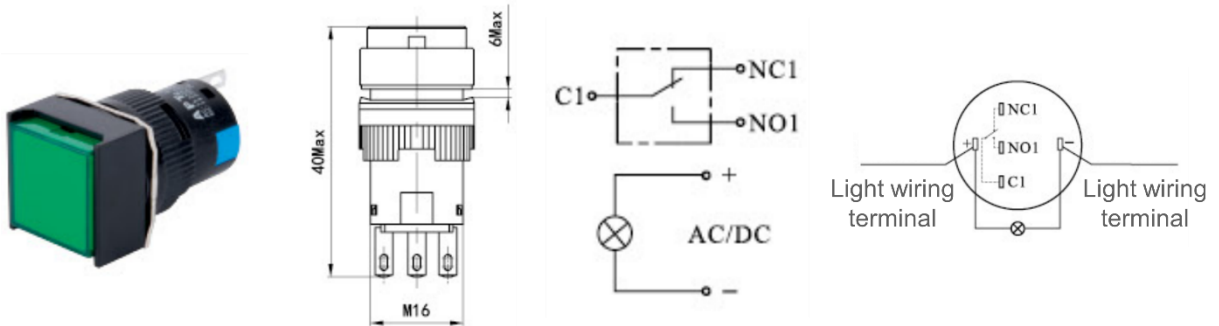 40Max
6Max
M16
C1
NC1
NO1
+
AC/DC
−
NC1
+
NO1
−
C1
Light wiring
terminal
Light wiring
terminal